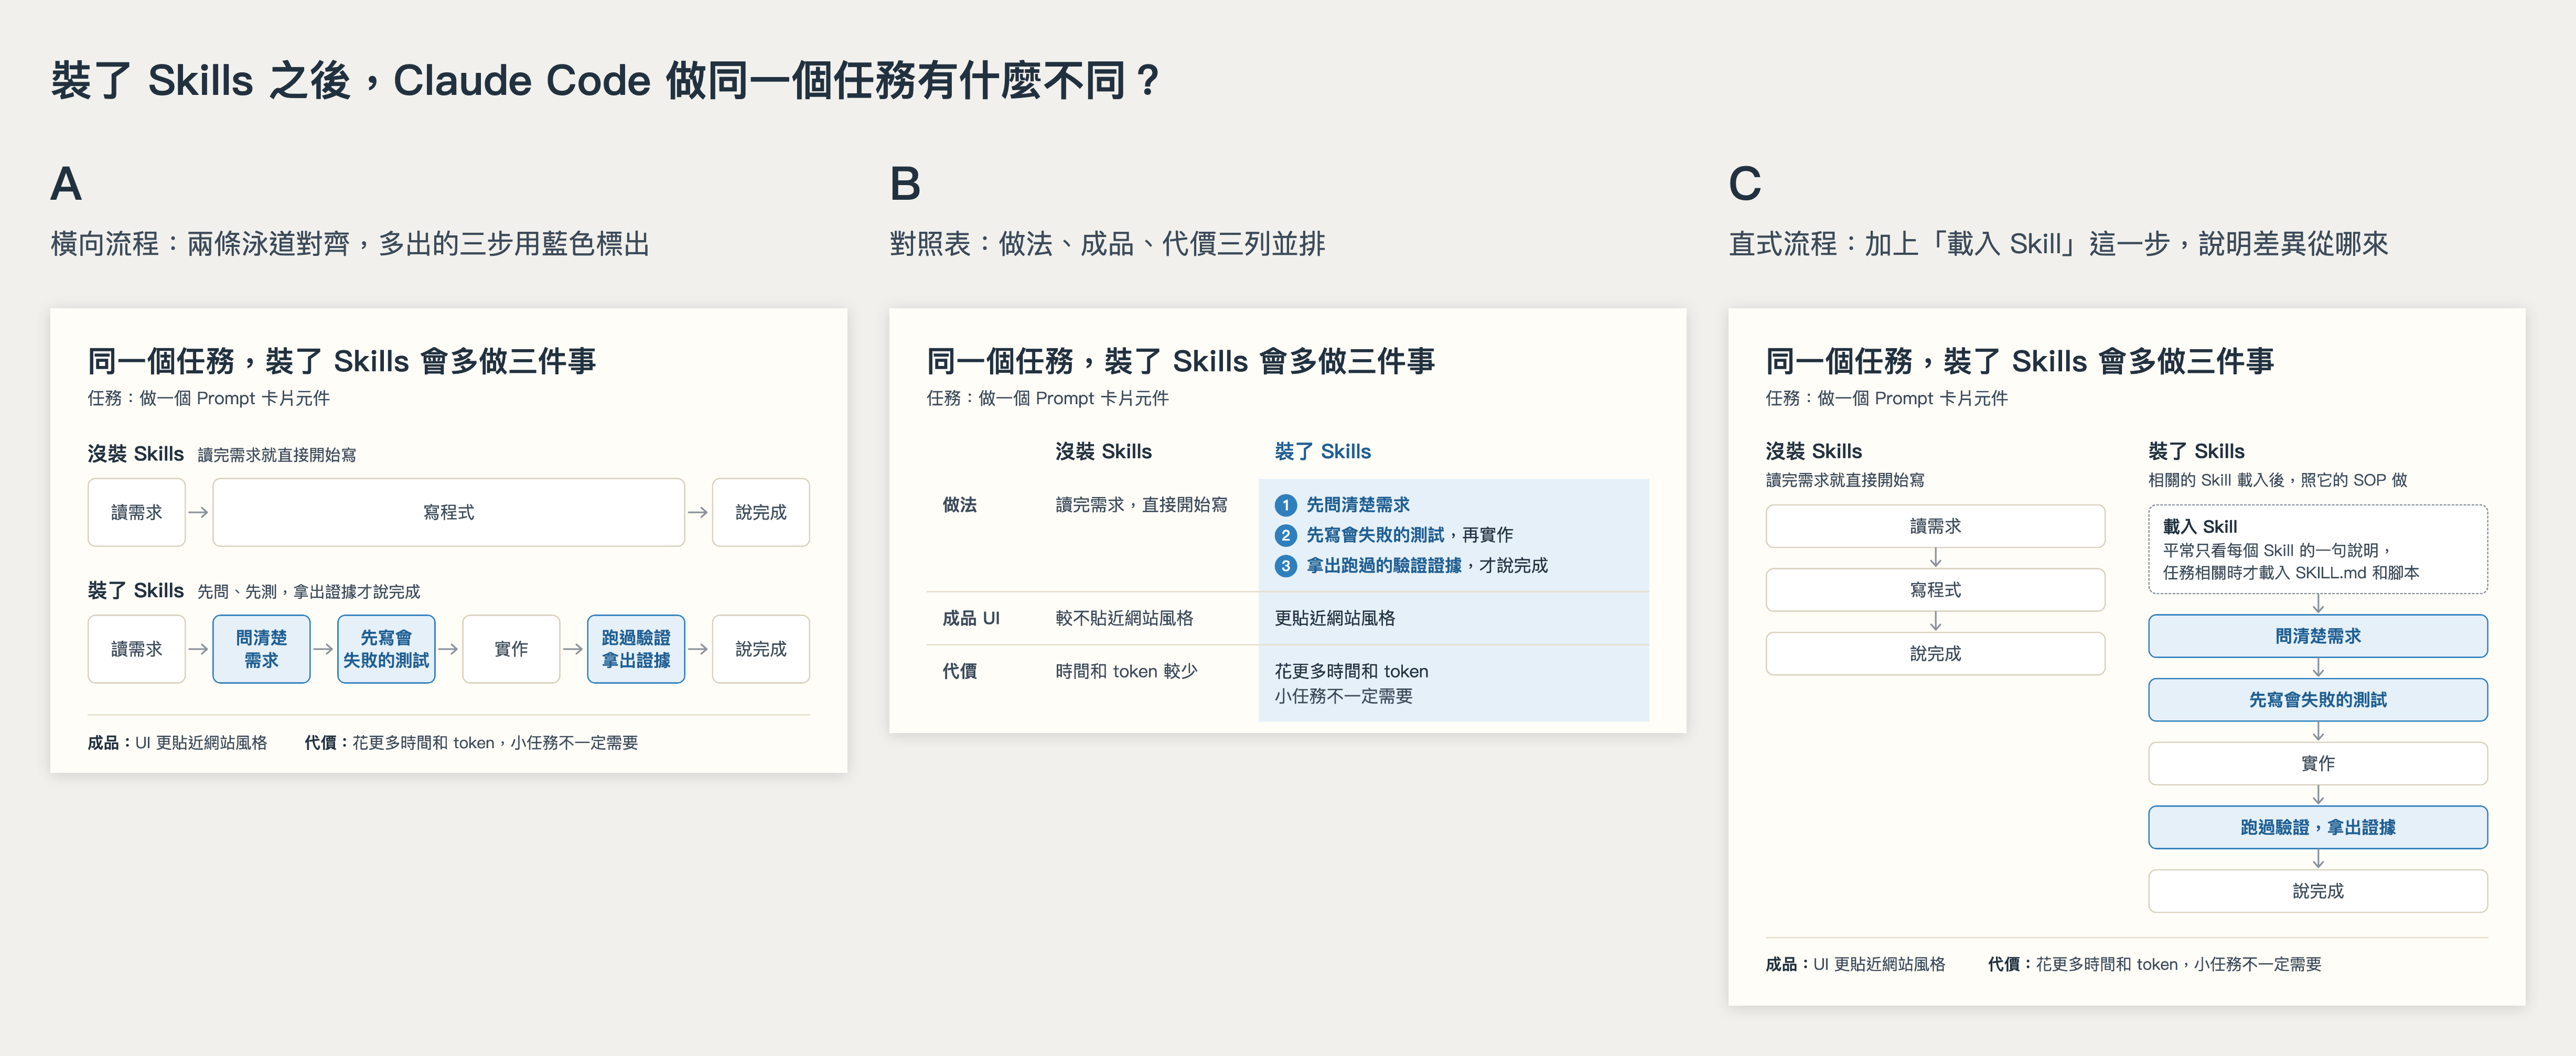 裝了 Skills 之後，Claude Code 做同一個任務有什麼不同？
A
橫向流程：兩條泳道對齊，多出的三步用藍色標出
同一個任務，裝了 Skills 會多做三件事
任務：做一個 Prompt 卡片元件
沒裝 Skills 讀完需求就直接開始寫
讀需求
寫程式
說完成
裝了 Skills 先問、先測，拿出證據才說完成
讀需求
問清楚
需求
先寫會
失敗的測試
實作
跑過驗證
拿出證據
說完成
成品：UI 更貼近網站風格 代價：花更多時間和 token，小任務不一定需要
B
對照表：做法、成品、代價三列並排
同一個任務，裝了 Skills 會多做三件事
任務：做一個 Prompt 卡片元件
沒裝 Skills 裝了 Skills
做法 讀完需求，直接開始寫
1 先問清楚需求
2 先寫會失敗的測試，再實作
3 拿出跑過的驗證證據，才說完成
成品 UI 較不貼近網站風格 更貼近網站風格
代價 時間和 token 較少 花更多時間和 token
小任務不一定需要
C
直式流程：加上「載入 Skill」這一步，說明差異從哪來
同一個任務，裝了 Skills 會多做三件事
任務：做一個 Prompt 卡片元件
沒裝 Skills
讀完需求就直接開始寫
讀需求
寫程式
說完成
裝了 Skills
相關的 Skill 載入後，照它的 SOP 做
載入 Skill
平常只看每個 Skill 的一句說明，
任務相關時才載入 SKILL.md 和腳本
問清楚需求
先寫會失敗的測試
實作
跑過驗證，拿出證據
說完成
成品：UI 更貼近網站風格 代價：花更多時間和 token，小任務不一定需要